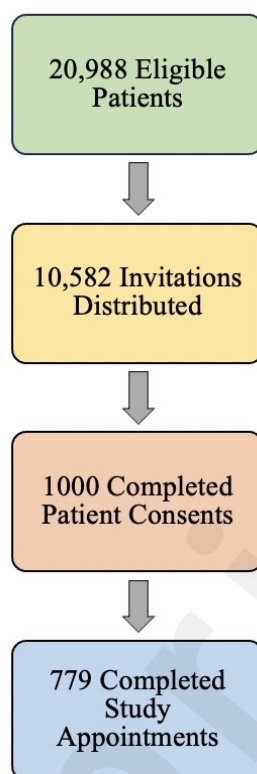 20,988 Eligible
Patients
10,582 Invitations
Distributed
1000 Completed
Patient Consents
779 Completed
Study
Appointments